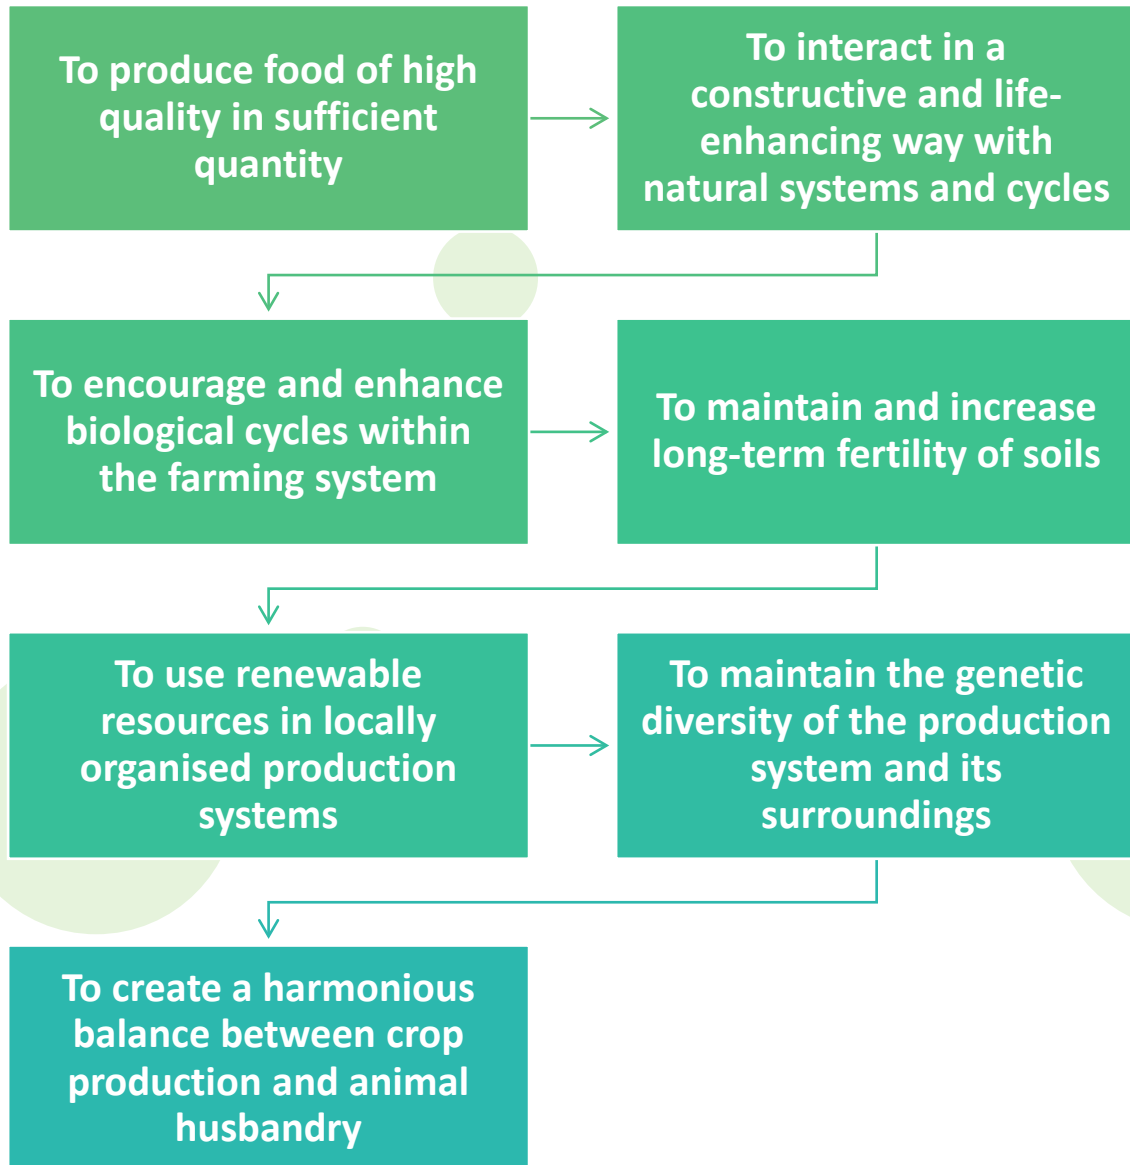 To produce food of high
quality in sufficient
quantity
To interact in a
constructive and life-
enhancing way with
natural systems and cycles
To encourage and enhance
biological cycles within
the farming system
To maintain and increase
long-term fertility of soils
To use renewable
resources in locally
organised production
systems
To maintain the genetic
diversity of the production
system and its
surroundings
To create a harmonious
balance between crop
production and animal
husbandry